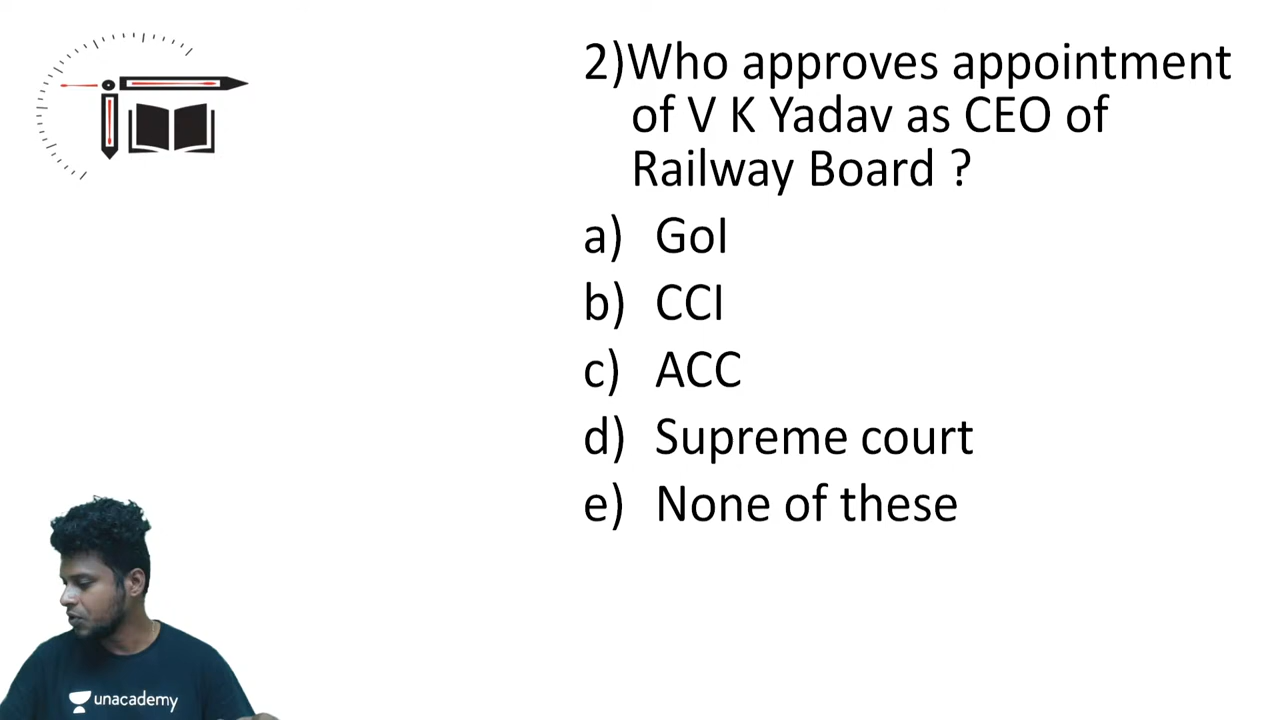 2)Who approves appointment
of V K Yadav as CEO of
Railway Board ?
a) GoI
b) CCI
c) ACC
d) Supreme court
e) None of these
unacademy